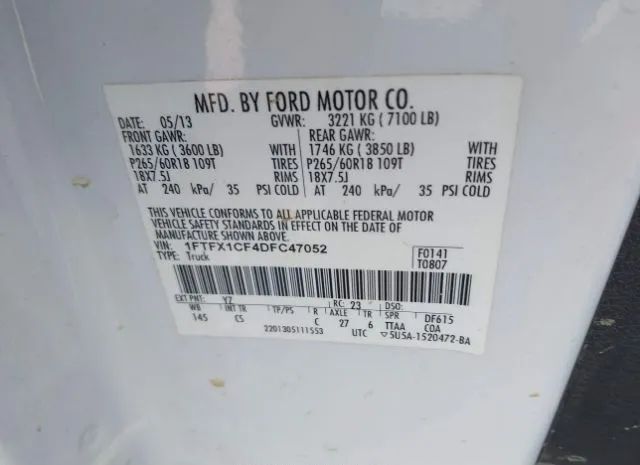 MFD. BY FORD MOTOR CO.
DATE: 05/13 GVWR: 3221 KG ( 7100 LB)
FRONT GAWR: REAR GAWR:
1633 KG ( 3600 LB) WITH 1746 KG ( 3850 LB) WITH
P265/60R18 109T TIRES P265/60R18 109T TIRES
18X7.5J RIMS 18X7.5J RIMS
AT 240 kPa/ 35 PSI COLD AT 240 kPa/ 35 PSI COLD
THIS VEHICLE CONFORMS TO ALL APPLICABLE FEDERAL MOTOR
VEHICLE SAFETY STANDARDS IN EFFECT ON THE DATE OF
MANUFACTURE SHOWN ABOVE.
VIN: 1FTFX1CF4DFC47052 F0141
TYPE: Truck T0807
EXT PNT: YZ RC: 23 DSO:
WB INT TR TP/PS R AXLE TR SPR DF615
145 CS C 27 6 TTAA COA
2201305111553 UTC ▽5U5A-1520472-BA